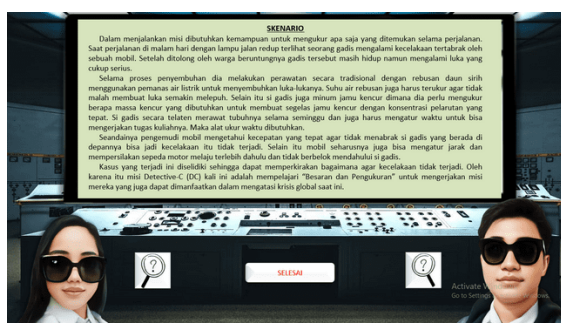 SKENARIO
Dalam menjalankan misi dibutuhkan kemampuan untuk mengukur apa saja yang ditemukan selama perjalanan.
Saat perjalanan di malam hari dengan lampu jalan redup terlihat seorang gadis mengalami kecelakaan tertabrak oleh
sebuah mobil. Setelah ditolong oleh warga beruntungnya gadis tersebut masih hidup namun mengalami luka yang
cukup serius.
Selama proses penyembuhan dia melakukan perawatan secara tradisional dengan rebusan daun sirih
menggunakan pemanas air listrik untuk menyembuhkan luka-lukanya. Suhu air rebusan juga harus terukur agar tidak
malah membuat luka semakin melepuh. Selain itu si gadis juga minum jamu kencur dimana dia perlu mengukur
berapa massa kencur yang dibutuhkan untuk membuat segelas jamu kencur dengan konsentrasi pelarutan yang
tepat. Si gadis secara telaten merawat tubuhnya selama seminggu dan juga harus mengatur waktu untuk bisa
mengerjakan tugas kuliahnya. Maka alat ukur waktu dibutuhkan.
Seandainya pengemudi mobil mengetahui kecepatan yang tepat agar tidak menabrak si gadis yang berada di
depannya bisa jadi kecelakaan itu tidak terjadi. Selain itu mobil seharusnya juga bisa mengatur jarak dan
mempersilakan sepeda motor melaju terlebih dahulu dan tidak berbelok mendahului si gadis.
Kasus yang terjadi ini diselidiki sehingga dapat memperkirakan bagaimana agar kecelakaan tidak terjadi. Oleh
karena itu misi Detective-C (DC) kali ini adalah mempelajari “Besaran dan Pengukuran” untuk mengerjakan misi
mereka yang juga dapat dimanfaatkan dalam mengatasi krisis global saat ini.
SELESAI
Activate
Go to Settings